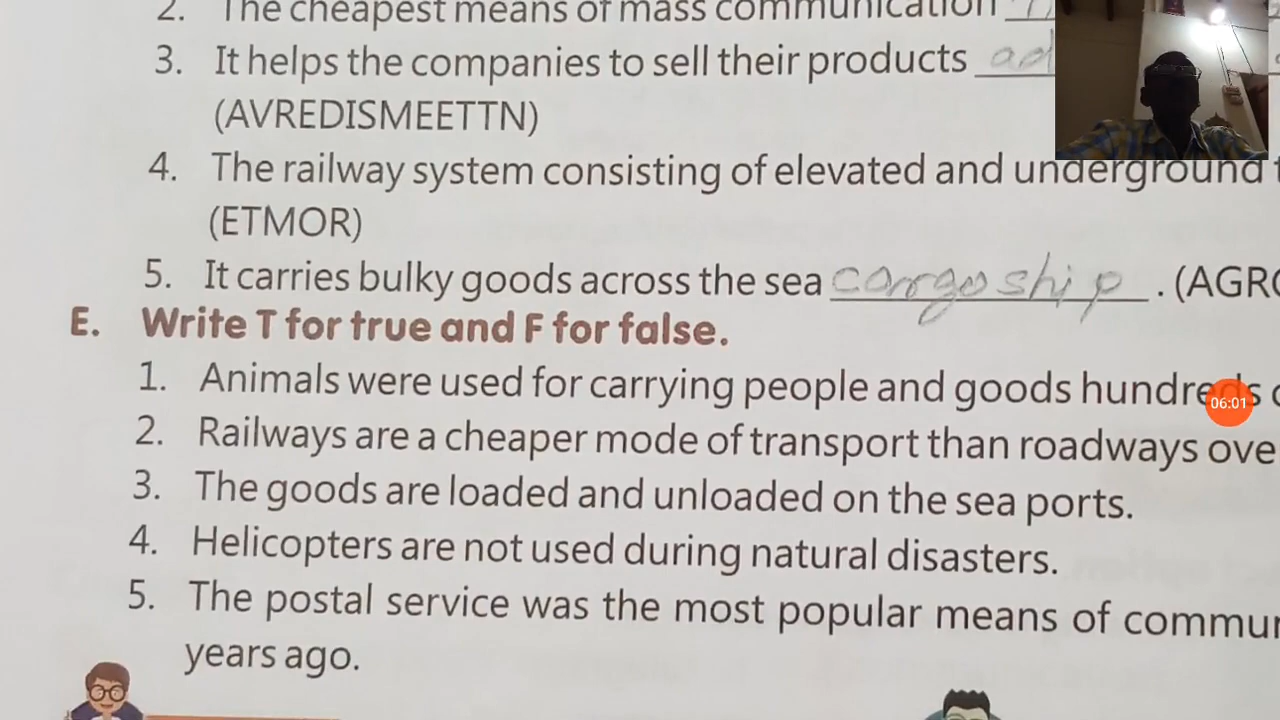 2. The cheapest means of mass communication
3. It helps the companies to sell their products ad
(AVREDISMEETTN)
4. The railway system consisting of elevated and underground t
(ETMOR)
5. It carries bulky goods across the sea cargo ship . (AGRO
E. Write T for true and F for false.
1. Animals were used for carrying people and goods hundreds o
06:01
2. Railways are a cheaper mode of transport than roadways ove
3. The goods are loaded and unloaded on the sea ports.
4. Helicopters are not used during natural disasters.
5. The postal service was the most popular means of commun
years ago.